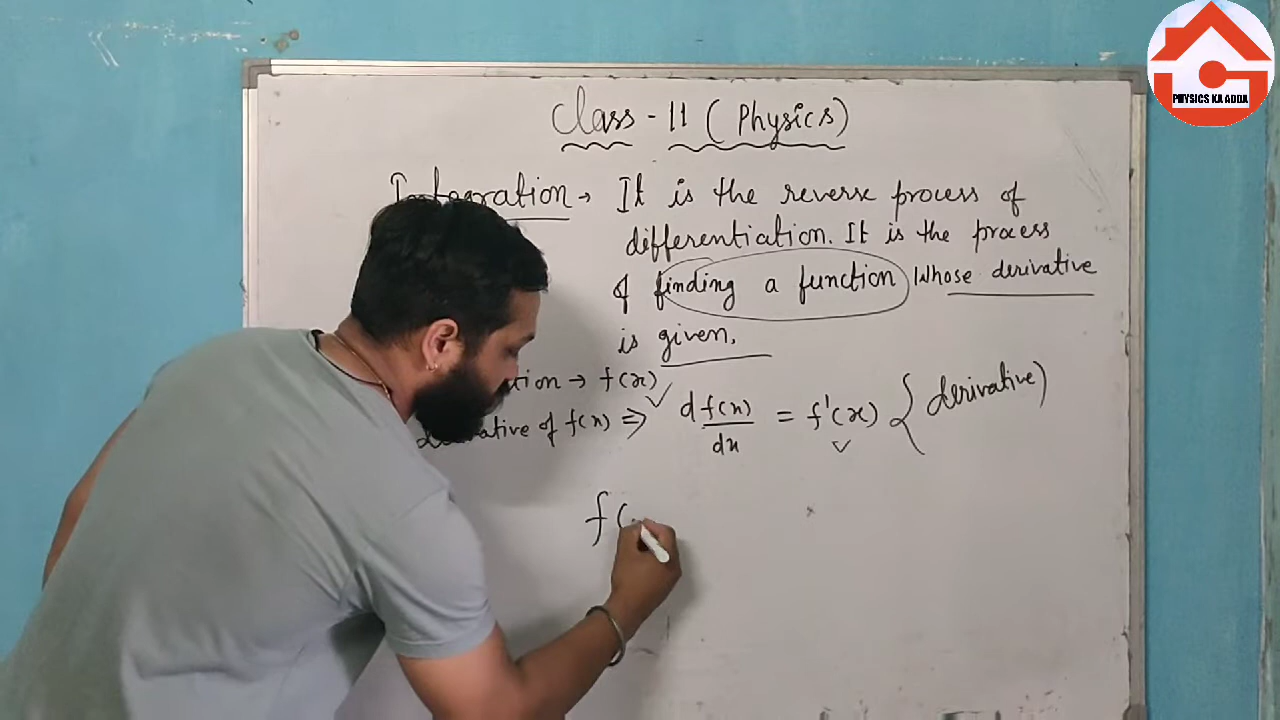 PHYSICS KA ADDA
Class - 11 (Physics)
Integration → It is the reverse process of
differentiation. It is the process
of finding a function whose derivative
is given.
→ f(x)
of f(x) ⇒ df(x)/dx = f'(x) { derivative)
f(